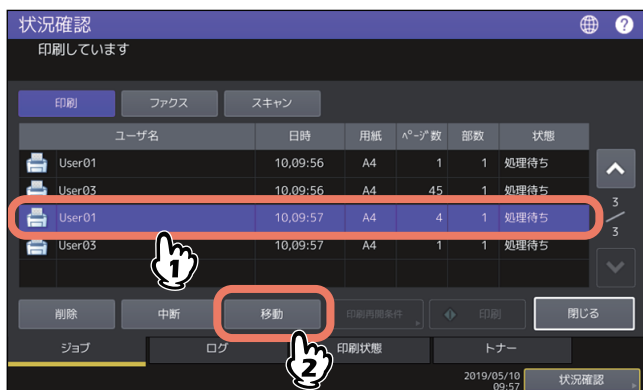 状況確認
?
印刷しています
印刷 ファクス スキャン
ユーザ名 日時 用紙 ページ数 部数 状態
User01 10,09:56 A4 1 1 処理待ち
User03 10,09:56 A4 45 1 処理待ち
User01 10,09:57 A4 4 1 処理待ち
User03 10,09:57 A4 1 1 処理待ち
3
3
1
削除 中断 移動 印刷再開条件 印刷 閉じる
2
ジョブ ログ 印刷状態 トナー
2019/05/10
09:57
状況確認